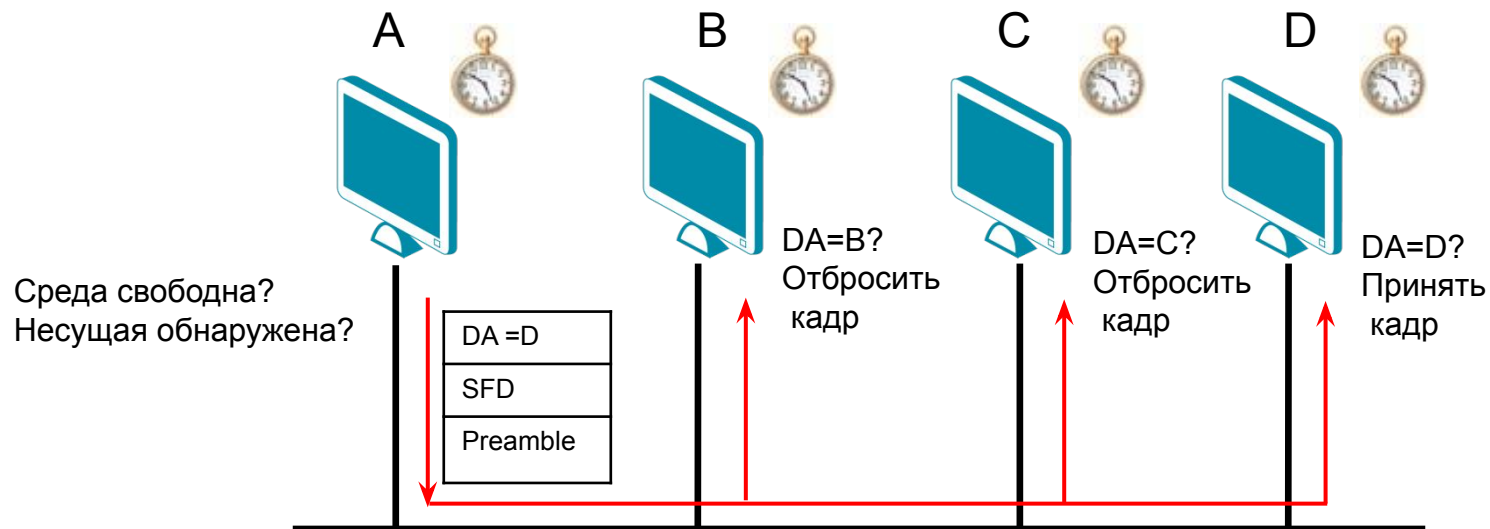 A
B
C
D
Среда свободна?
Несущая обнаружена?
DA =D
SFD
Preamble
DA=B?
Отбросить
кадр
DA=C?
Отбросить
кадр
DA=D?
Принять
кадр